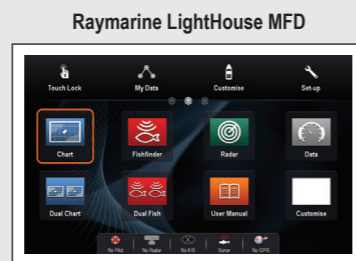 Raymarine LightHouse MFD
Touch Lock My Data Customise Set-up
Chart Fishfinder Radar Data
Dual Chart Dual Fish User Manual Customise
No Pilot No Radar No AIS Sonar No GPS